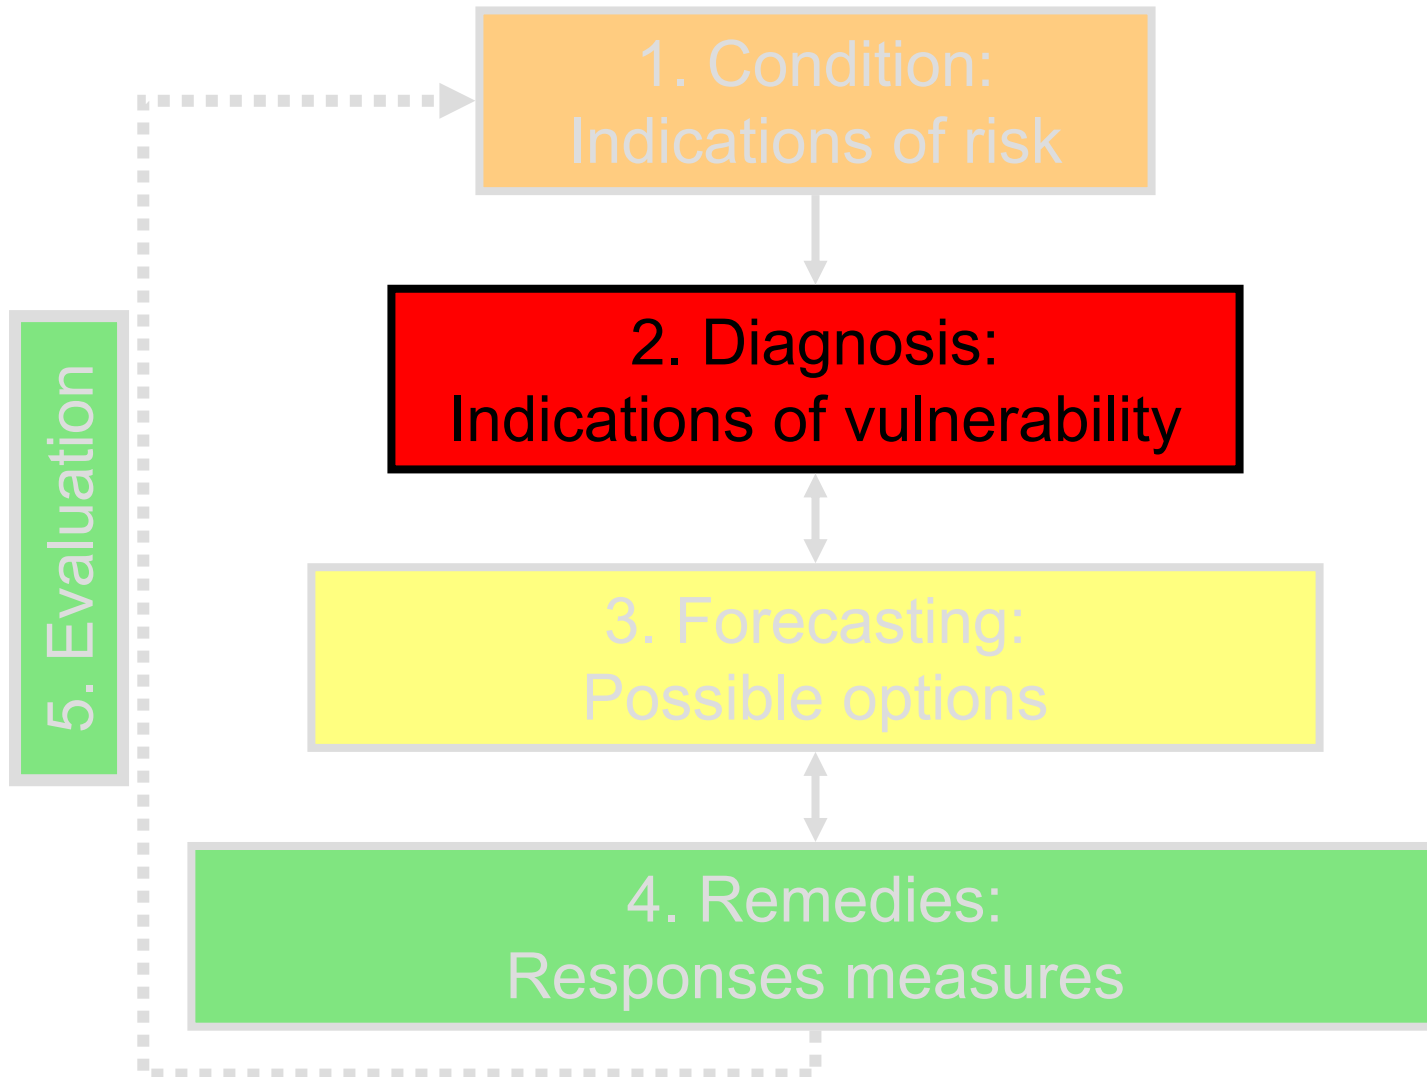 1. Condition:
Indications of risk
2. Diagnosis:
Indications of vulnerability
3. Forecasting:
Possible options
4. Remedies:
Responses measures
5. Evaluation